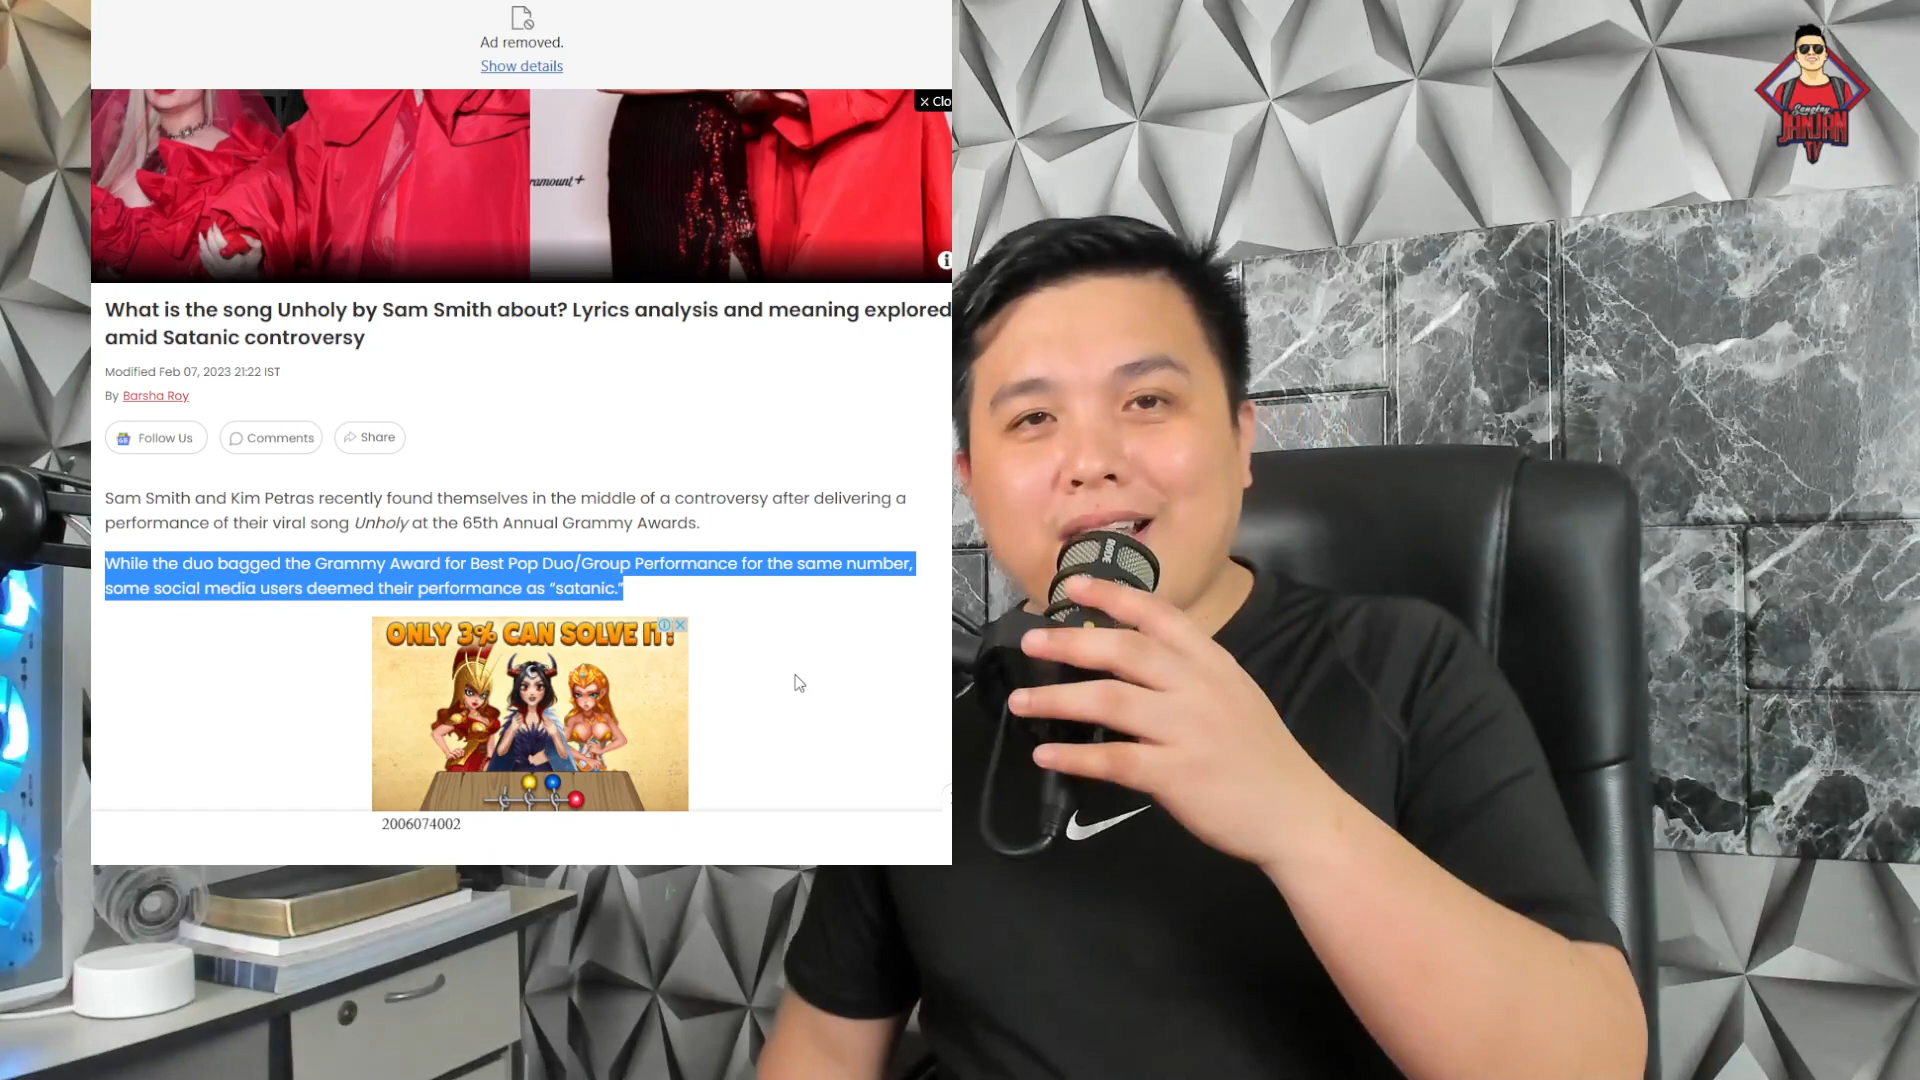 Ad removed.
Show details
× Clo
ramount+
What is the song Unholy by Sam Smith about? Lyrics analysis and meaning explored
amid Satanic controversy
Modified Feb 07, 2023 21:22 IST
By Barsha Roy
Follow Us
Comments
Share
Sam Smith and Kim Petras recently found themselves in the middle of a controversy after delivering a
performance of their viral song Unholy at the 65th Annual Grammy Awards.
While the duo bagged the Grammy Award for Best Pop Duo/Group Performance for the same number,
some social media users deemed their performance as “satanic.”
ONLY 3% CAN SOLVE IT!
2006074002
Sangkay
JANJAN
TV
RØDE